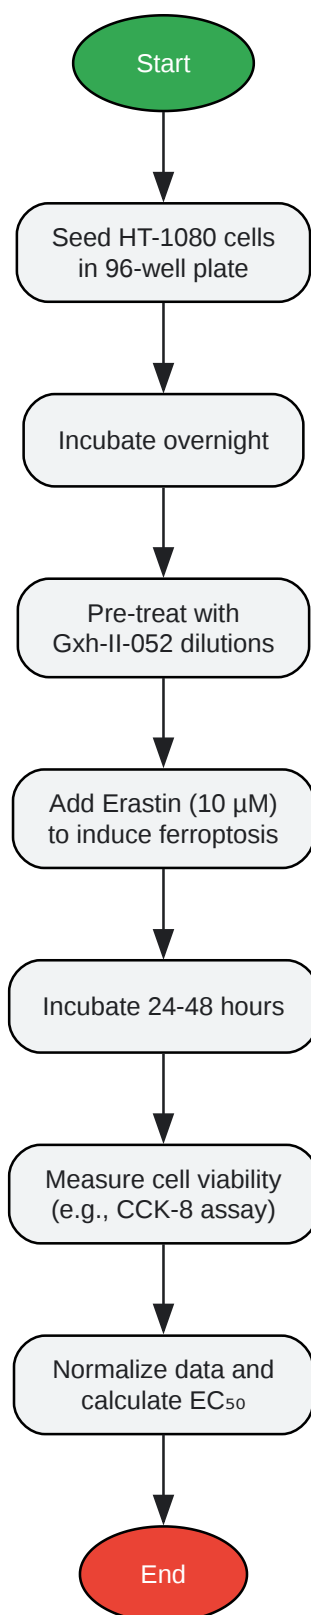 Start
Seed HT-1080 cells
in 96-well plate
Incubate overnight
Pre-treat with
Gxh-II-052 dilutions
Add Erastin (10 µM)
to induce ferroptosis
Incubate 24-48 hours
Measure cell viability
(e.g., CCK-8 assay)
Normalize data and
calculate EC₅₀
End